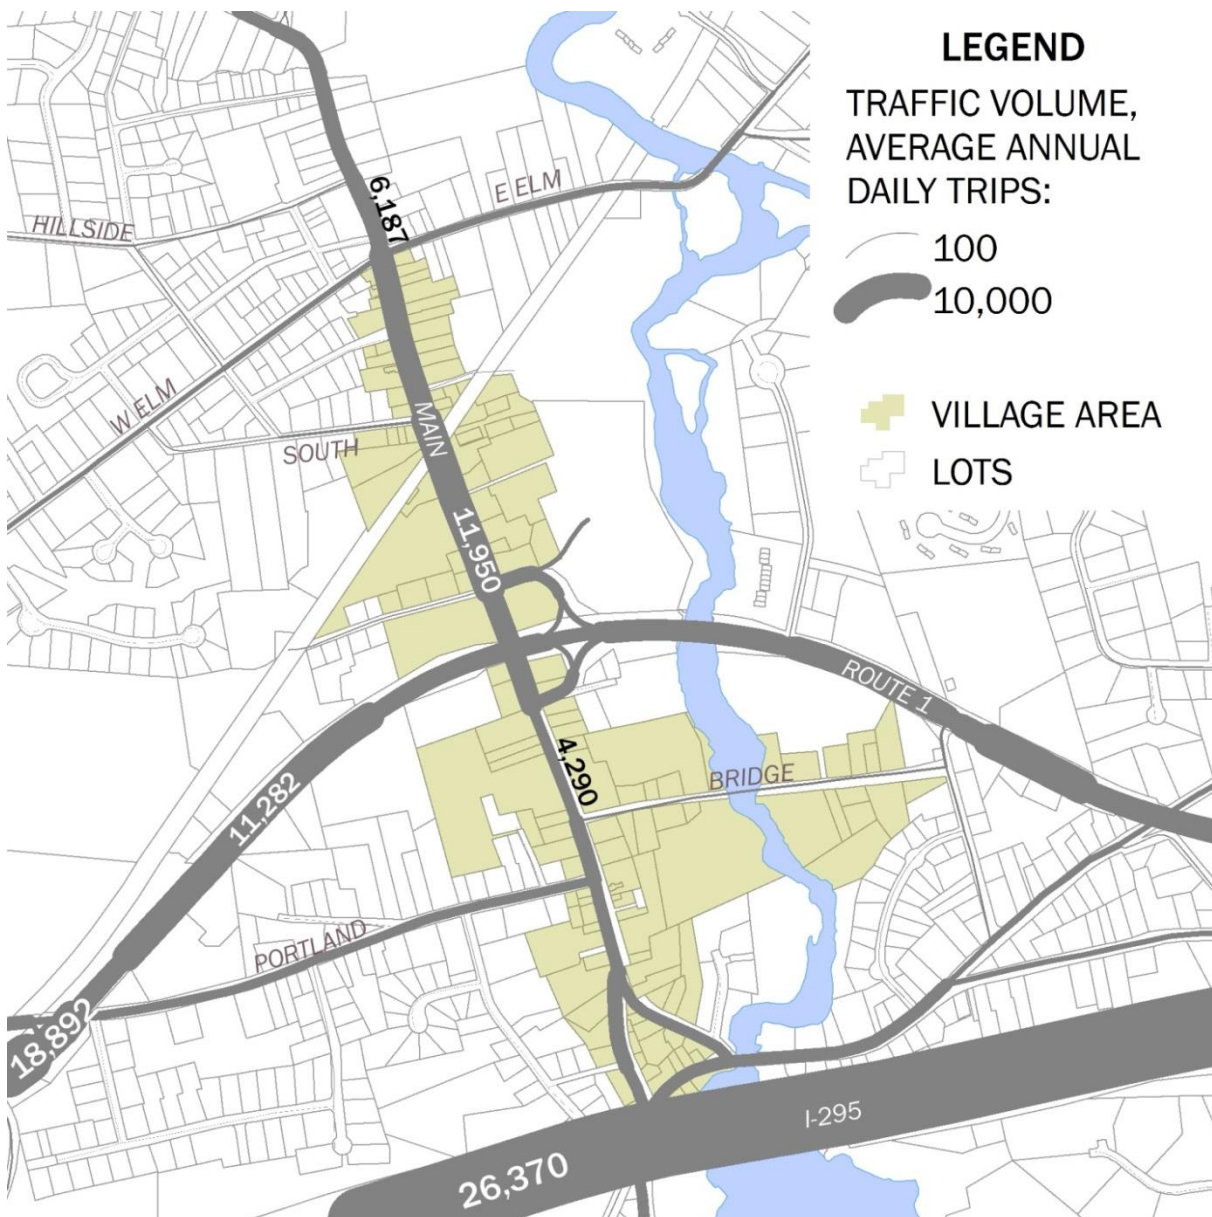 LEGEND
TRAFFIC VOLUME,
AVERAGE ANNUAL
DAILY TRIPS:
100
10,000
VILLAGE AREA
LOTS
6,187
E ELM
HILLSIDE
W ELM
MAIN
SOUTH
11,950
ROUTE 1
4,290
BRIDGE
11,282
PORTLAND
18,892
I-295
26,370